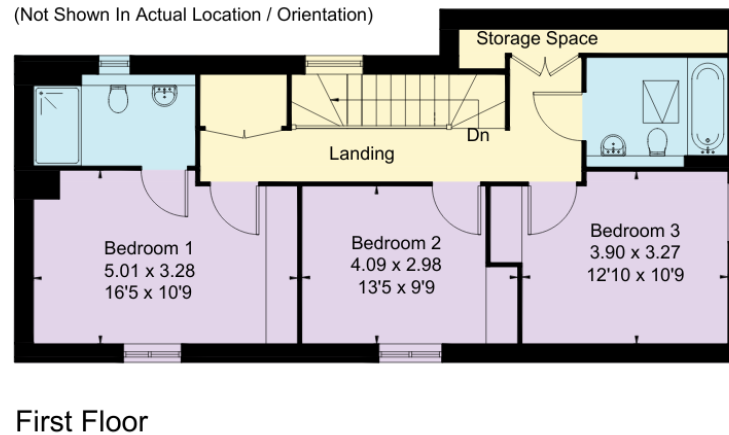 (Not Shown In Actual Location / Orientation)
Storage Space
Dn
Landing
Bedroom 1
5.01 x 3.28
16'5 x 10'9
Bedroom 2
4.09 x 2.98
13'5 x 9'9
Bedroom 3
3.90 x 3.27
12'10 x 10'9
First Floor